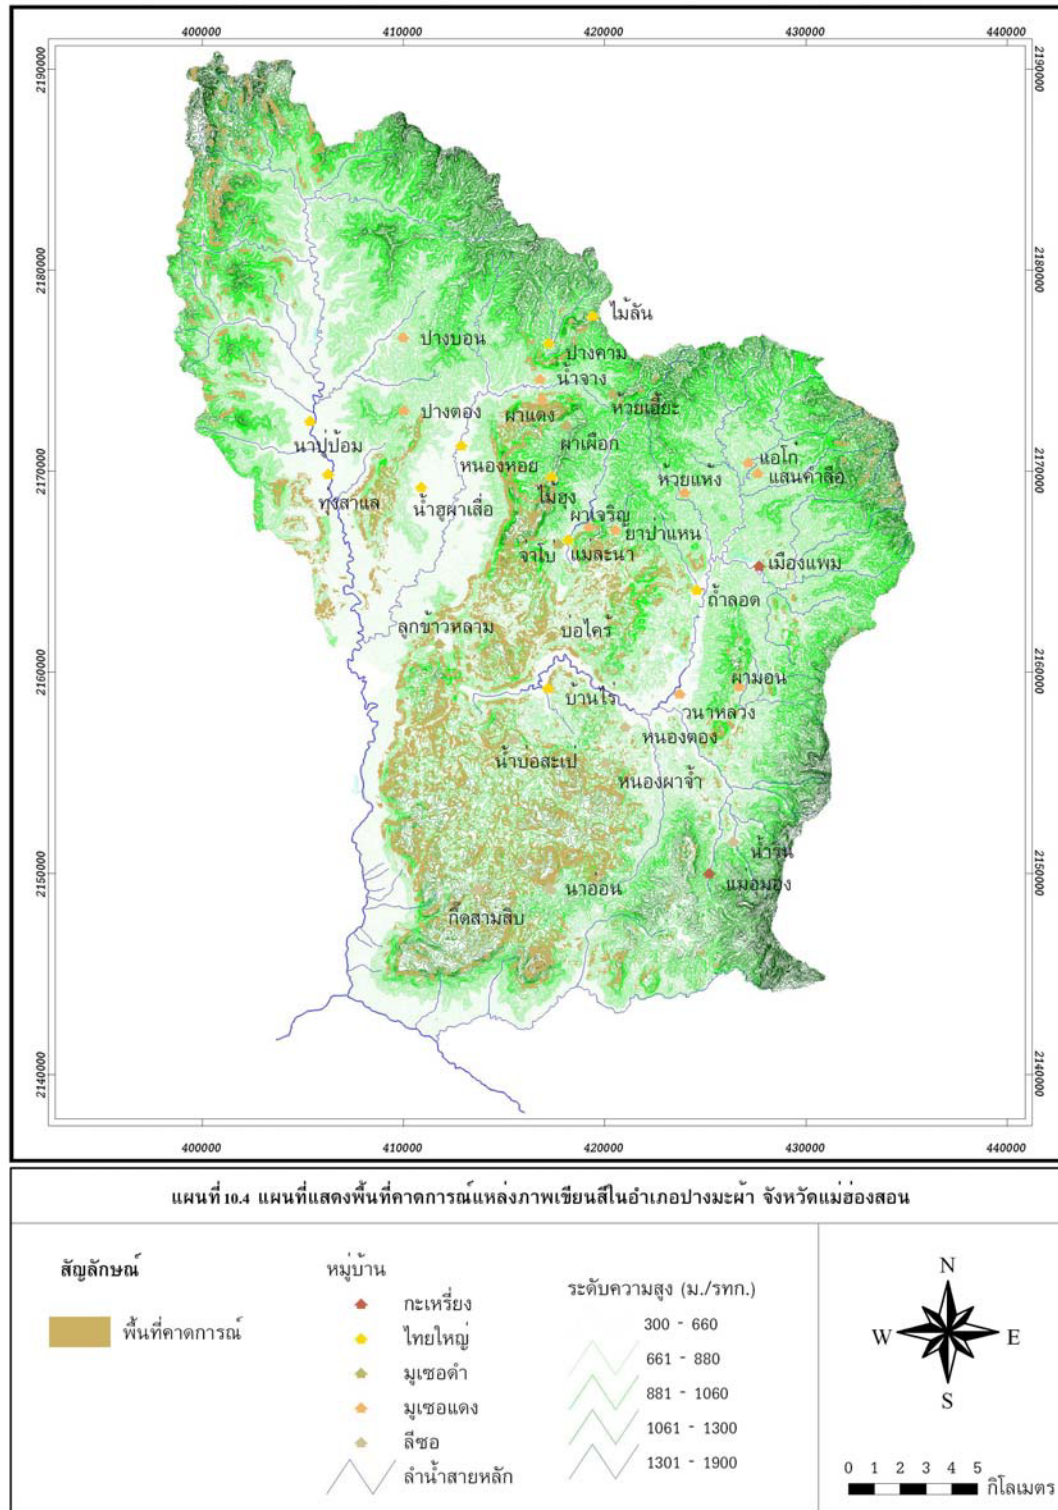 400000 410000 420000 430000 440000
2190000 2190000
2180000 2180000
ไม้ลัน
ปางบอน
ปางคาม
น้ำจาง
ปางตอง
ผาแดง
ห้วยเฮี้ยะ
นาปู่ป้อม
ผาเผือก
หนองหอย
แอโก๋
2170000 2170000
ไม้ฮุง
ห้วยแห้ง
แสนคำลือ
ทุ่งสาแล
น้ำฮูผาเสื่อ
ผาเจริญ
ยาป่าแหน
จ่าโบ่
แม่ละนา
เมืองแพม
ถ้ำลอด
ลูกข้าวหลาม
บ่อไคร้
2160000 2160000
ผามอน
บ้านไร่
วนาหลวง
หนองตอง
น้ำบ่อสะเป่
หนองผาจ้ำ
น้ำริน
2150000 2150000
นาอ่อน
แมอูมอง
กึ้ดสามสิบ
2140000 2140000
400000 410000 420000 430000 440000
แผนที่ 10.4 แผนที่แสดงพื้นที่คาดการณ์แหล่งภาพเขียนสีในอำเภอปางมะผ้า จังหวัดแม่ฮ่องสอน
สัญลักษณ์
พื้นที่คาดการณ์
หมู่บ้าน
กะเหรี่ยง
ไทยใหญ่
มูเซอดำ
มูเซอแดง
ลีซอ
ลำน้ำสายหลัก
ระดับความสูง (ม./รทก.)
300 - 660
661 - 880
881 - 1060
1061 - 1300
1301 - 1900
N
W E
S
0 1 2 3 4 5
กิโลเมตร